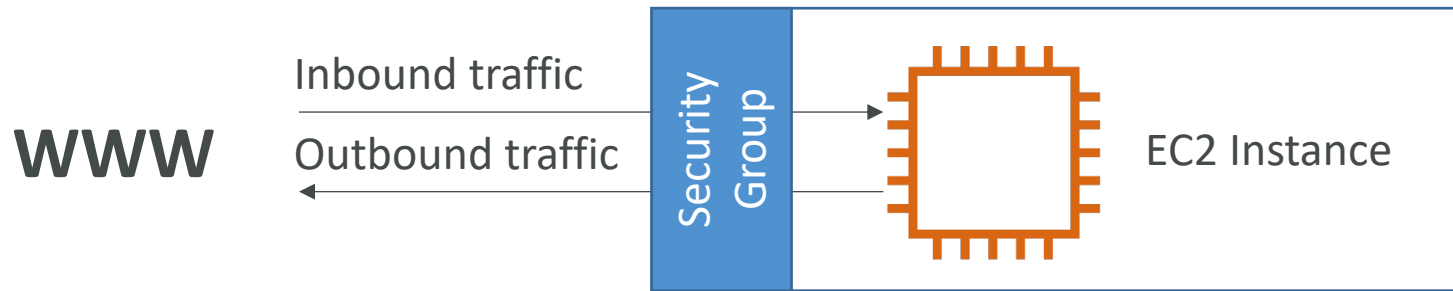 WWW
Inbound traffic
Outbound traffic
Security
Group
EC2 Instance